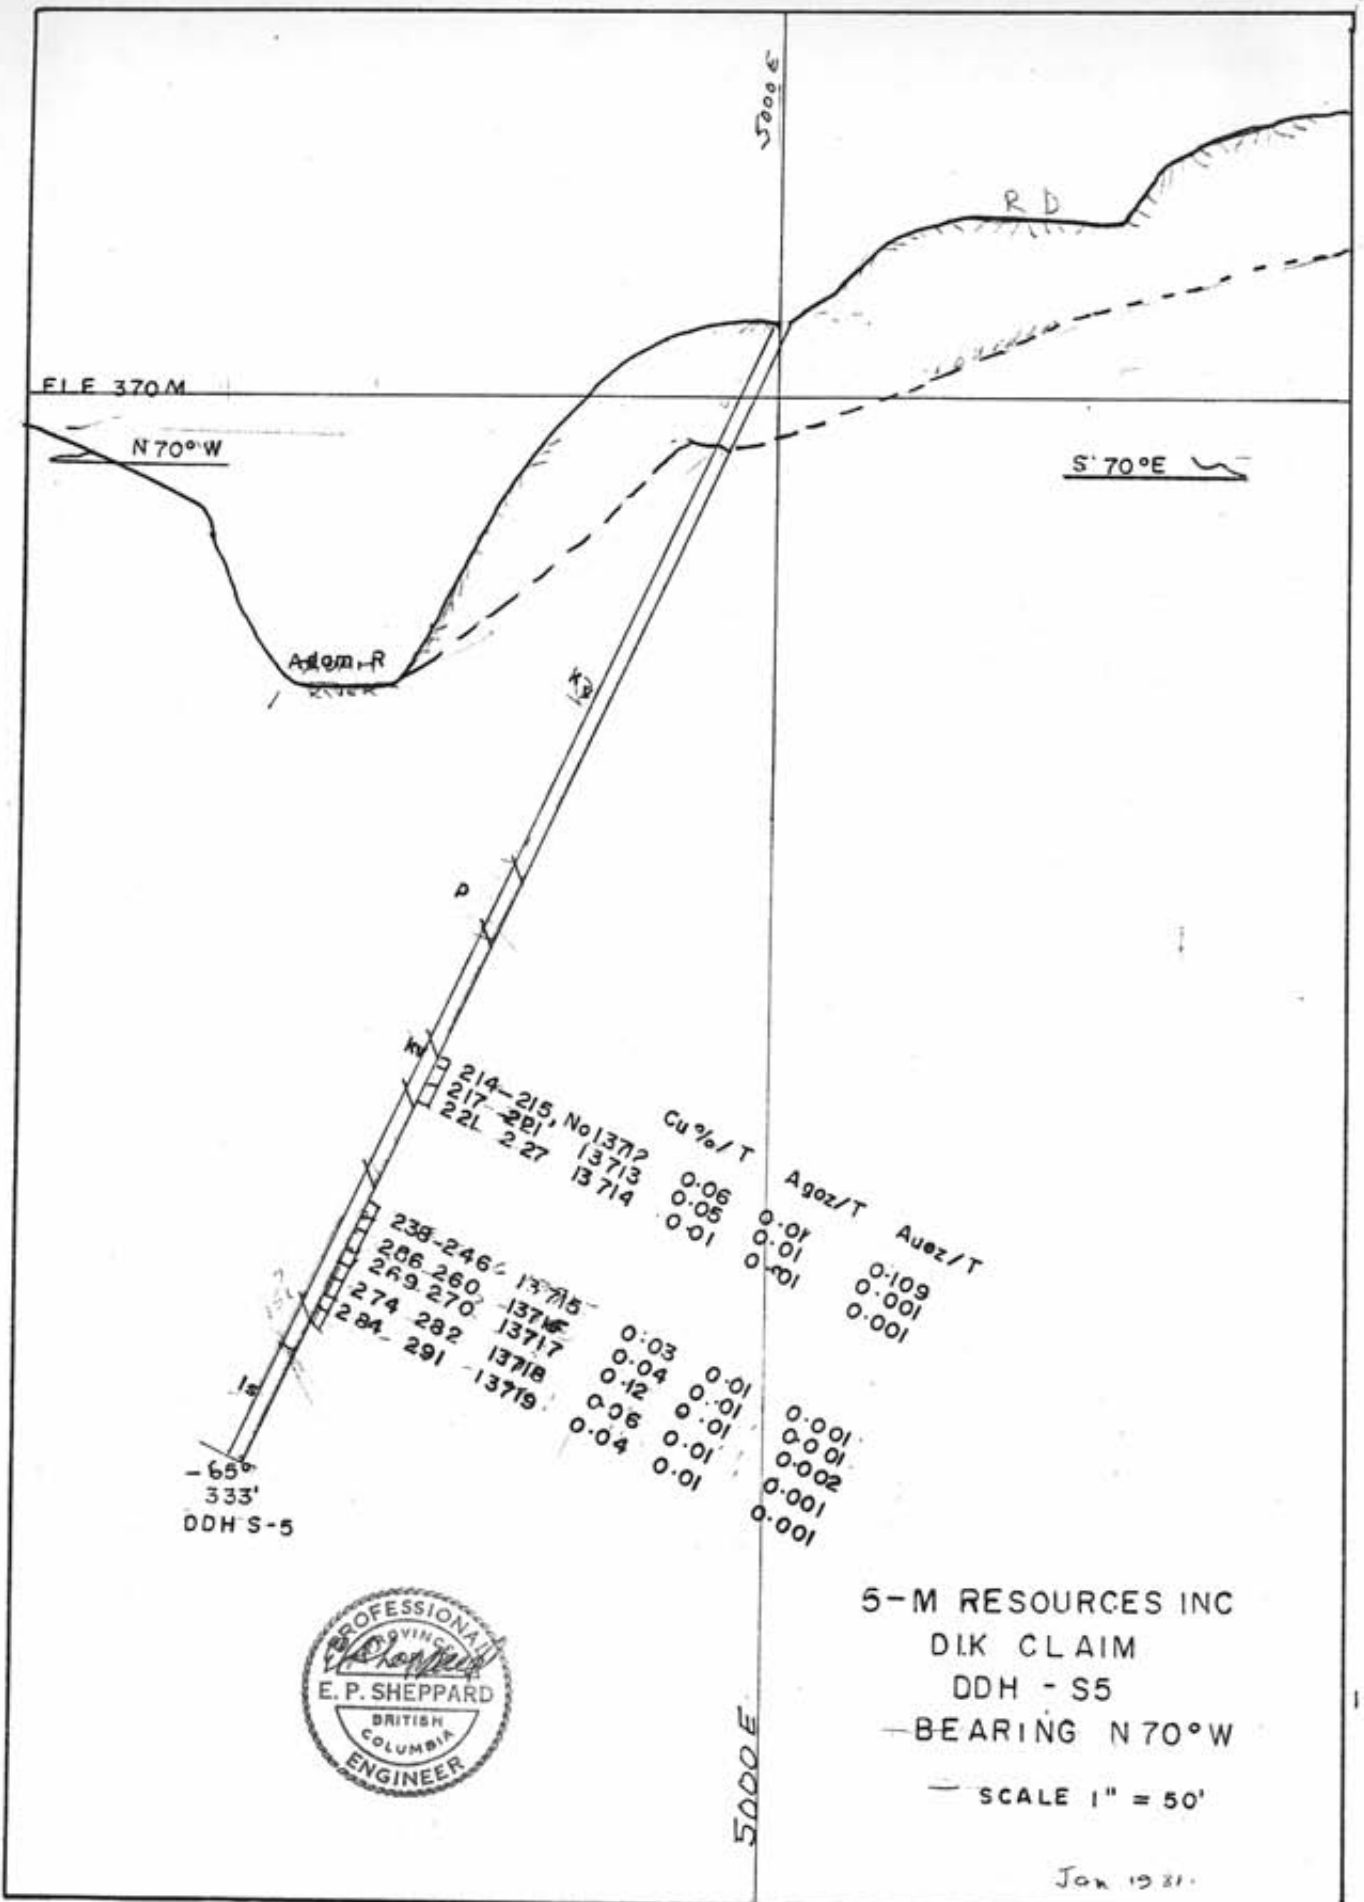 5000 E
R D
ELE 370 M
N 70° W
S 70° E
Adam R
RIVER
P
kv
Cu %/T Ag oz/T Au oz/T
214-215, No 13712 0.06 0.01 0.109
217-221 13713 0.05 0.01 0.001
221 227 13714 0.01 0.01 0.001
238-246 13715 0.03 0.01 0.001
260 13716 0.04 0.01 0.001
269 270 13717 0.12 0.01 0.002
274 282 13718 0.06 0.01 0.001
284-291 13719 0.04 0.01 0.001
ls
-65°
333'
DDH S-5
PROFESSIONAL
PROVINCE
E. P. SHEPPARD
BRITISH
COLUMBIA
ENGINEER
5-M RESOURCES INC
DIK CLAIM
DDH - S5
BEARING N 70° W
SCALE 1" = 50'
5000 E
Jan 1981.